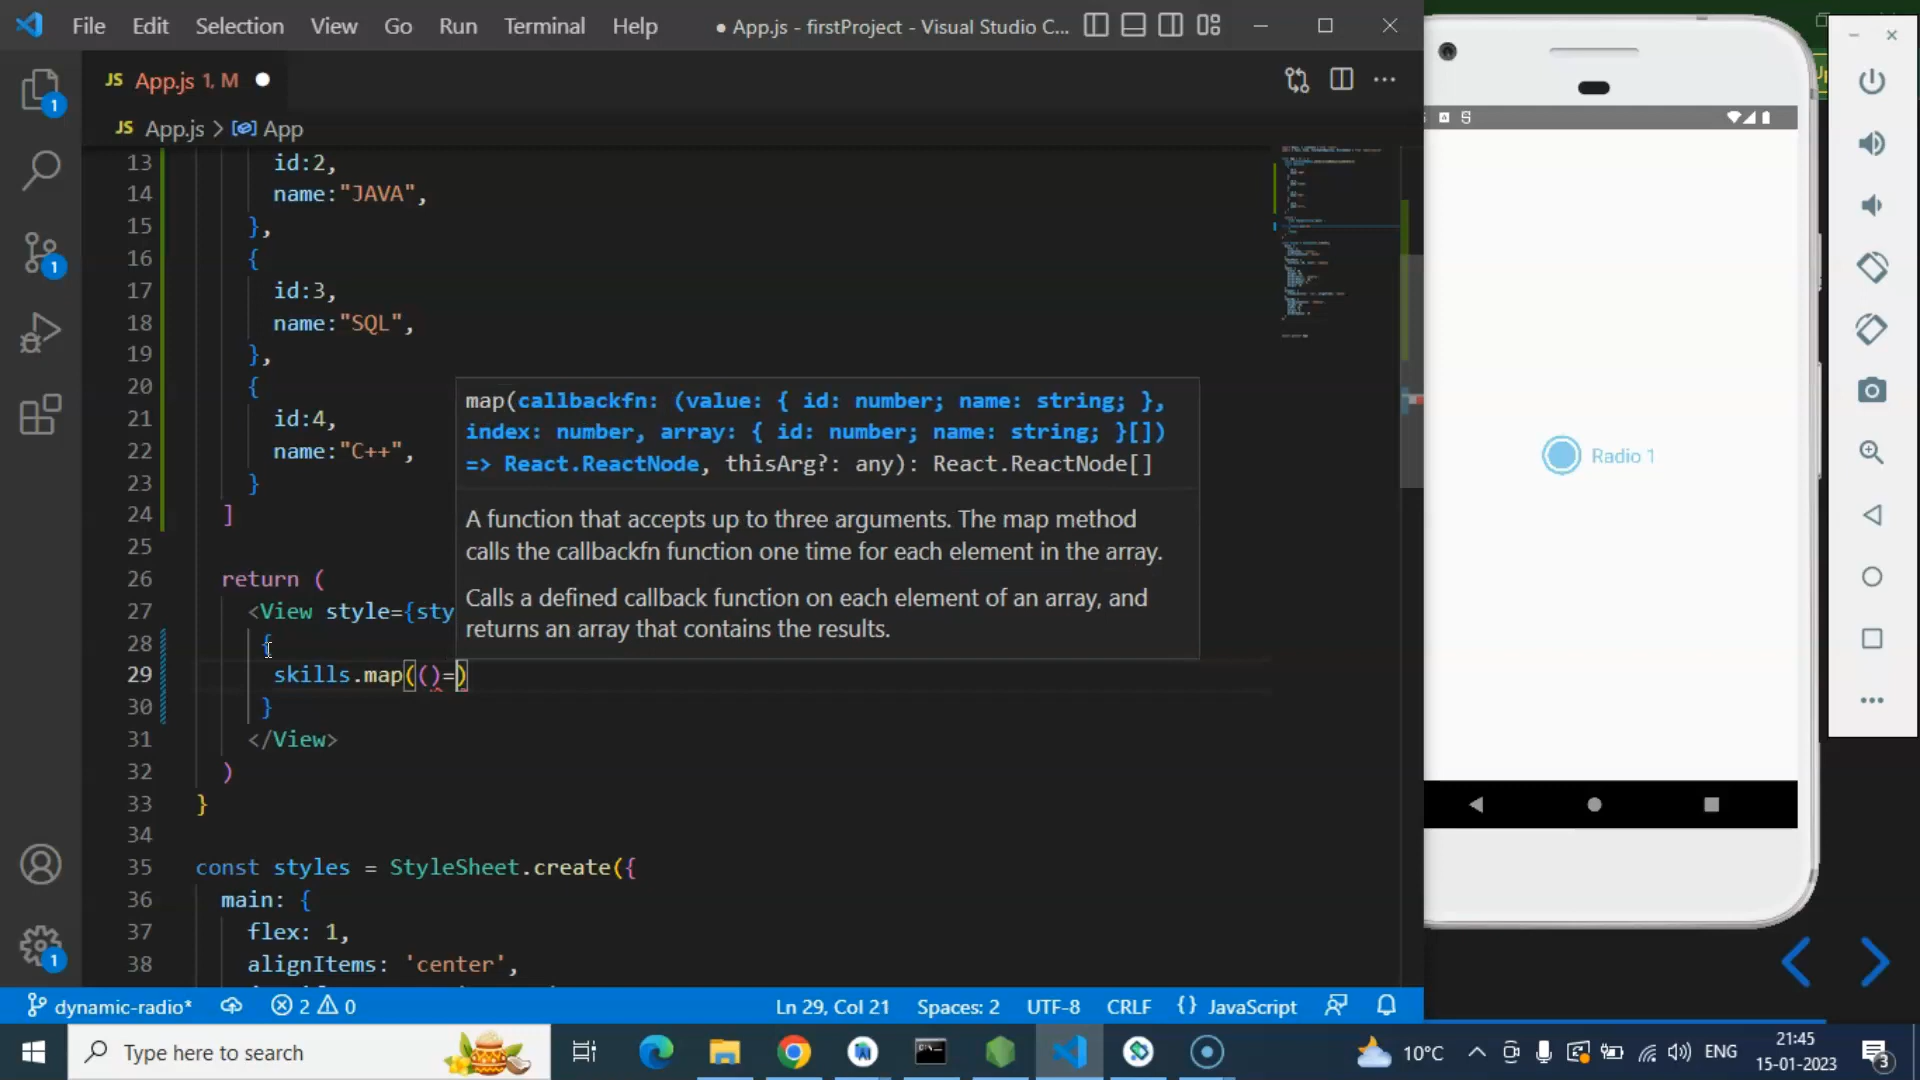 File Edit Selection View Go Run Terminal Help ● App.js - firstProject - Visual Studio C...
JS App.js 1, M ●
JS App.js > App
13 id:2,
14 name:"JAVA",
15 },
16 {
17 id:3,
18 name:"SQL",
19 },
20 {
21 id:4,
22 name:"C++",
23 }
24 ]
25
26 return (
27 <View style={sty
28 {
29 skills.map(()=)
30 }
31 </View>
32 )
33 }
34
35 const styles = StyleSheet.create({
36 main: {
37 flex: 1,
38 alignItems: 'center',
map(callbackfn: (value: { id: number; name: string; },
index: number, array: { id: number; name: string; }[])
=> React.ReactNode, thisArg?: any): React.ReactNode[]
A function that accepts up to three arguments. The map method
calls the callbackfn function one time for each element in the array.
Calls a defined callback function on each element of an array, and
returns an array that contains the results.
Radio 1
1
1
1
dynamic-radio* 2 0 Ln 29, Col 21 Spaces: 2 UTF-8 CRLF {} JavaScript
Type here to search
10°C ENG
21:45
15-01-2023
3